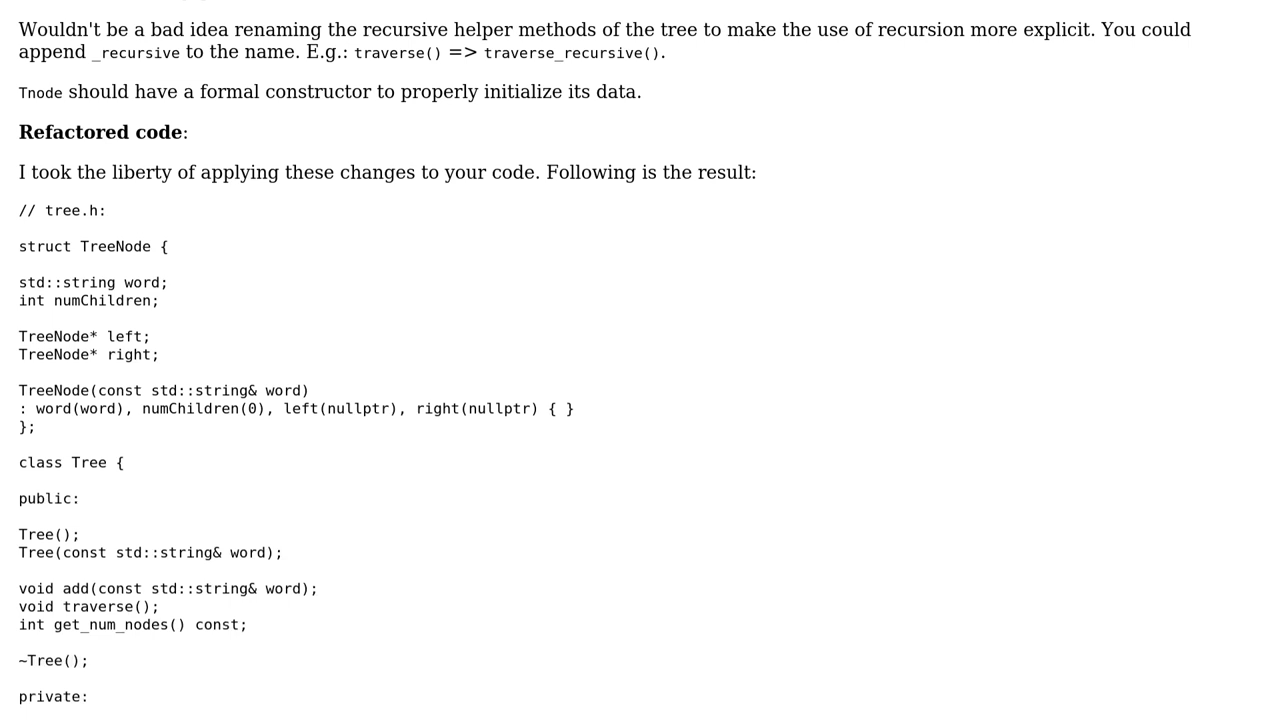 Wouldn't be a bad idea renaming the recursive helper methods of the tree to make the use of recursion more explicit. You could
append _recursive to the name. E.g.: traverse() => traverse_recursive().
Tnode should have a formal constructor to properly initialize its data.
Refactored code:
I took the liberty of applying these changes to your code. Following is the result:
// tree.h:
struct TreeNode {
std::string word;
int numChildren;
TreeNode* left;
TreeNode* right;
TreeNode(const std::string& word)
: word(word), numChildren(0), left(nullptr), right(nullptr) { }
};
class Tree {
public:
Tree();
Tree(const std::string& word);
void add(const std::string& word);
void traverse();
int get_num_nodes() const;
~Tree();
private: